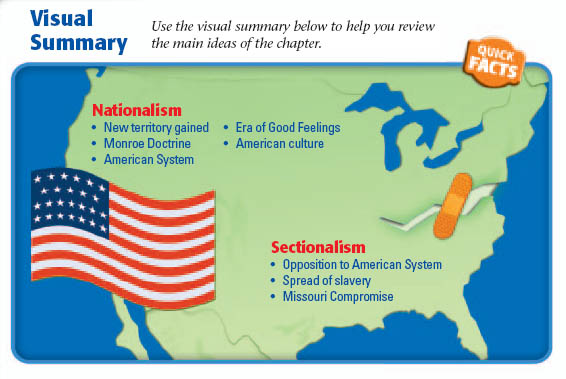 Visual
Summary
Use the visual summary below to help you review
the main ideas of the chapter.
QUICK
FACTS
Nationalism
• New territory gained
• Monroe Doctrine
• American System
• Era of Good Feelings
• American culture
Sectionalism
• Opposition to American System
• Spread of slavery
• Missouri Compromise